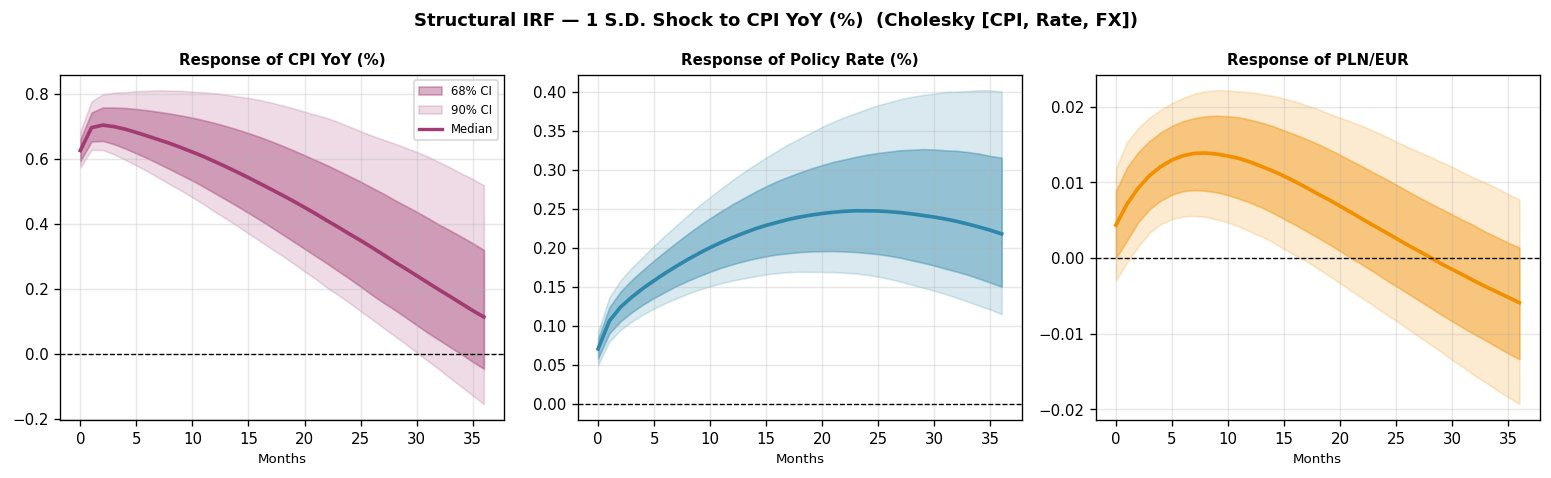 Structural IRF — 1 S.D. Shock to CPI YoY (%)  (Cholesky [CPI, Rate, FX])
Response of CPI YoY (%)
68% CI
90% CI
Median
0.8
0.6
0.4
0.2
0.0
−0.2
0 5 10 15 20 25 30 35
Months
Response of Policy Rate (%)
0.40
0.35
0.30
0.25
0.20
0.15
0.10
0.05
0.00
0 5 10 15 20 25 30 35
Months
Response of PLN/EUR
0.02
0.01
0.00
−0.01
−0.02
0 5 10 15 20 25 30 35
Months